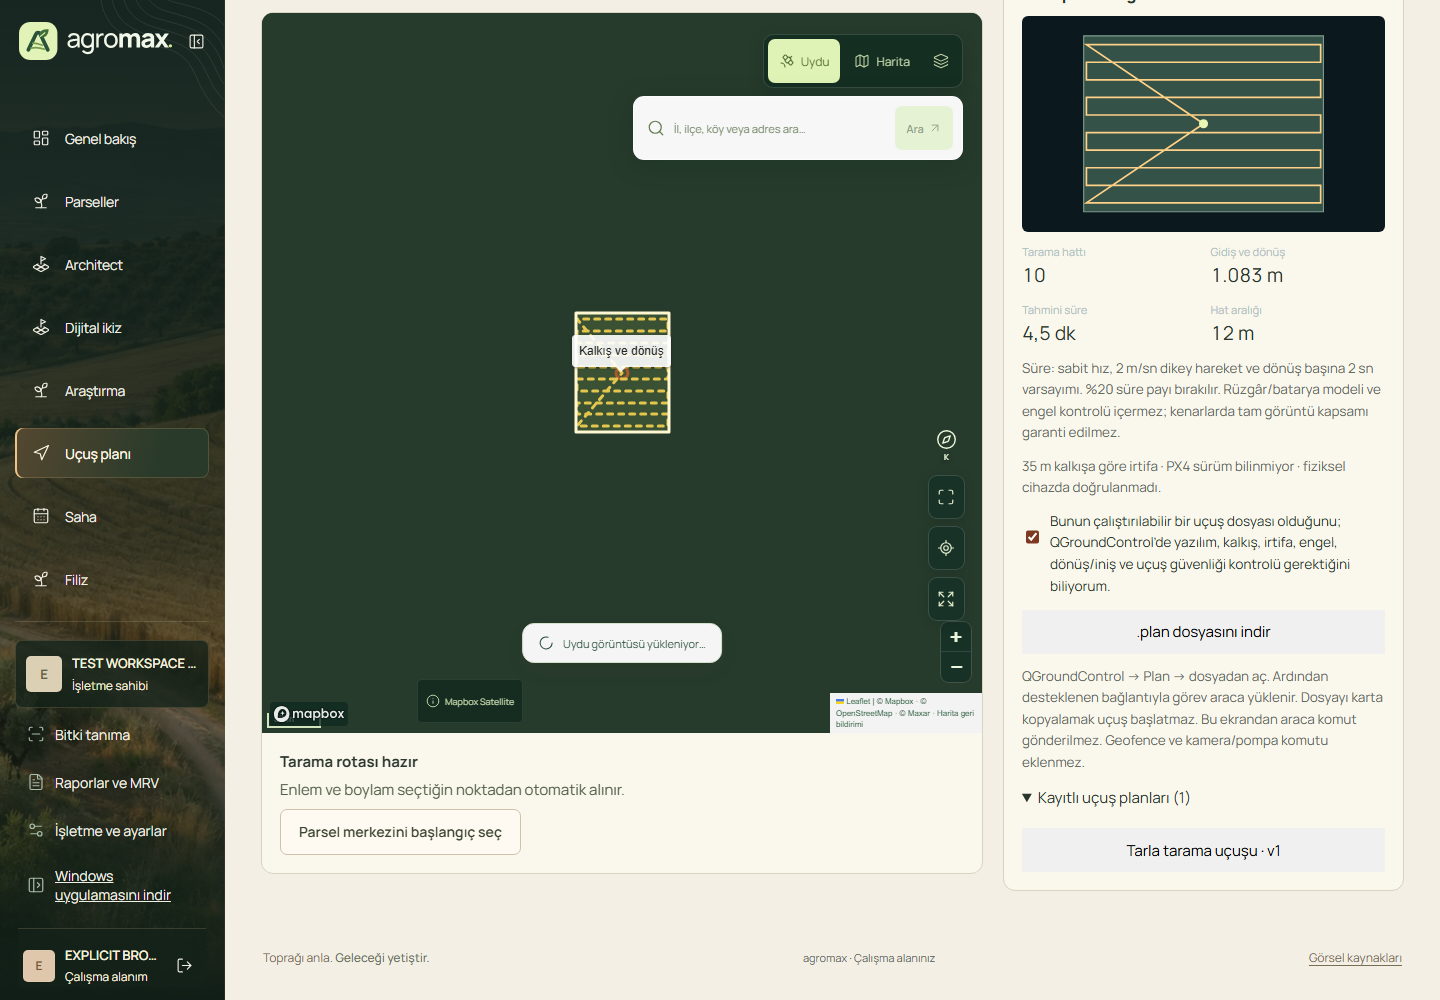 agromax.
Genel bakış
Parseller
Architect
Dijital ikiz
Araştırma
Uçuş planı
Saha
Filiz
E
TEST WORKSPACE ...
İşletme sahibi
Bitki tanıma
Raporlar ve MRV
İşletme ve ayarlar
Windows
uygulamasını indir
E
EXPLICIT BRO...
Çalışma alanım
Uydu
Harita
İl, ilçe, köy veya adres ara...
Ara
Kalkış ve dönüş
K
+
−
Uydu görüntüsü yükleniyor...
Mapbox Satellite
mapbox
Leaflet | © Mapbox · ©
OpenStreetMap · © Maxar · Harita geri
bildirimi
Tarama rotası hazır
Enlem ve boylam seçtiğin noktadan otomatik alınır.
Parsel merkezini başlangıç seç
Tarama hattı
Gidiş ve dönüş
10
1.083 m
Tahmini süre
Hat aralığı
4,5 dk
12 m
Süre: sabit hız, 2 m/sn dikey hareket ve dönüş başına 2 sn
varsayımı. %20 süre payı bırakılır. Rüzgâr/batarya modeli ve
engel kontrolü içermez; kenarlarda tam görüntü kapsamı
garanti edilmez.
35 m kalkışa göre irtifa · PX4 sürüm bilinmiyor · fiziksel
cihazda doğrulanmadı.
Bunun çalıştırılabilir bir uçuş dosyası olduğunu;
QGroundControl'de yazılım, kalkış, irtifa, engel,
dönüş/iniş ve uçuş güvenliği kontrolü gerektiğini
biliyorum.
.plan dosyasını indir
QGroundControl → Plan → dosyadan aç. Ardından
desteklenen bağlantıyla görev araca yüklenir. Dosyayı karta
kopyalamak uçuş başlatmaz. Bu ekrandan araca komut
gönderilmez. Geofence ve kamera/pompa komutu
eklenmez.
▼ Kayıtlı uçuş planları (1)
Tarla tarama uçuşu · v1
Toprağı anla. Geleceği yetiştir.
agromax · Çalışma alanınız
Görsel kaynakları